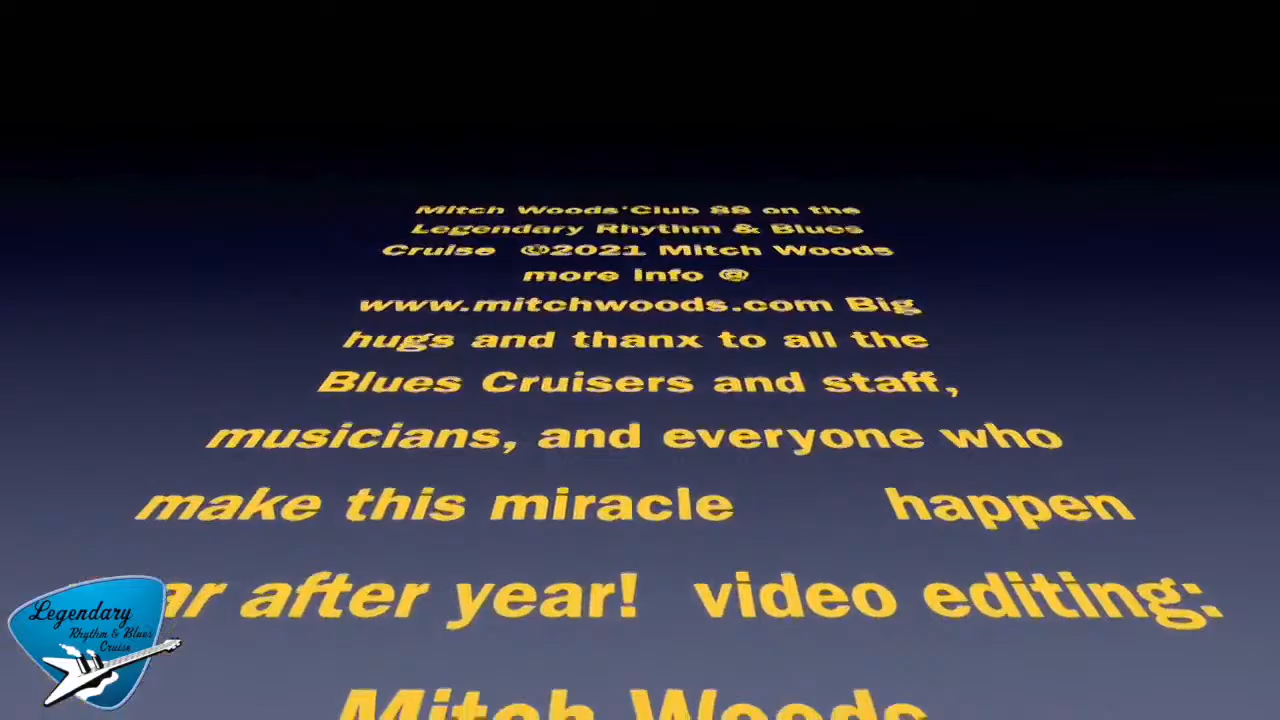 Mitch Woods'Club 88 on the
Legendary Rhythm & Blues
Cruise ©2021 Mitch Woods
more info @
www.mitchwoods.com Big
hugs and thanx to all the
Blues Cruisers and staff,
musicians, and everyone who
make this miracle happen
ar after year! video editing:
Mitch Woods
Legendary
Rhythm & Blues
Cruise